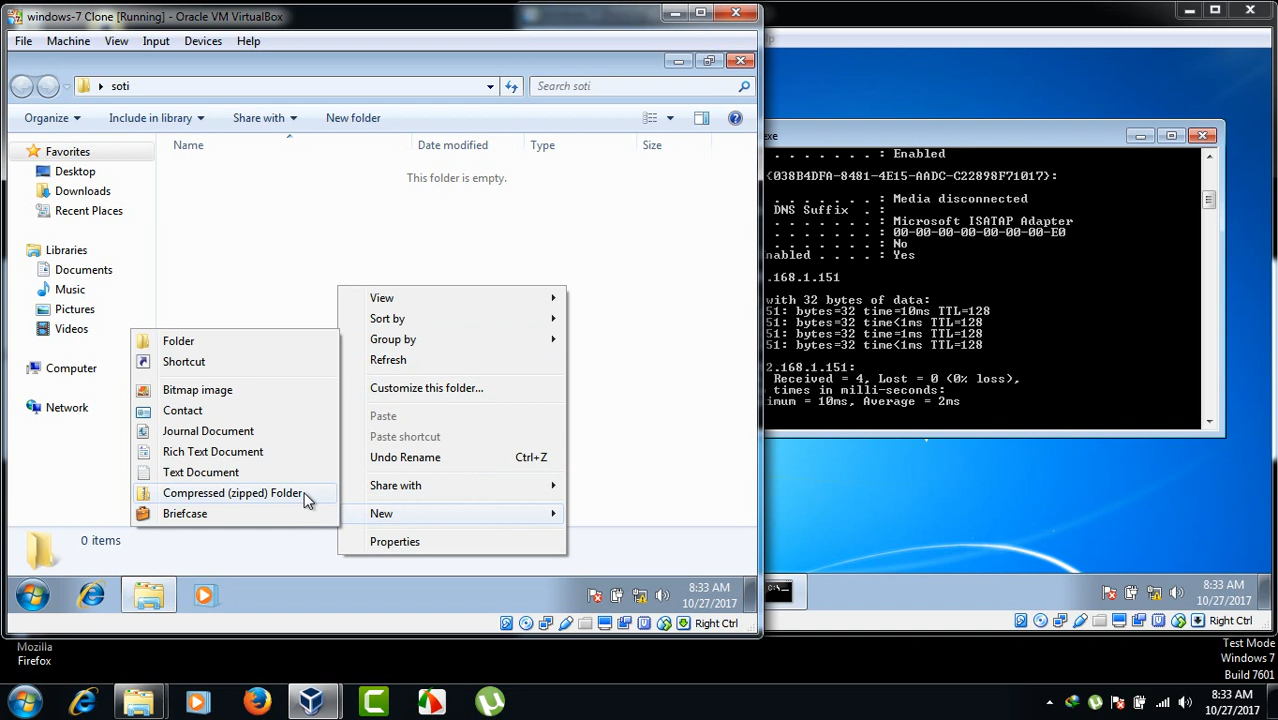 windows-7 Clone [Running] - Oracle VM VirtualBox
File Machine View Input Devices Help
soti
Search soti
Organize Include in library Share with New folder
Name Date modified Type Size
This folder is empty.
Favorites
Desktop
Downloads
Recent Places
Libraries
Documents
Music
Pictures
Videos
Computer
Network
View
Sort by
Group by
Refresh
Customize this folder...
Paste
Paste shortcut
Undo Rename Ctrl+Z
Share with
New
Properties
Folder
Shortcut
Bitmap image
Contact
Journal Document
Rich Text Document
Text Document
Compressed (zipped) Folder
Briefcase
0 items
8:33 AM
10/27/2017
Right Ctrl
. . . . . . . : Enabled
{038B4DFA-8481-4E15-AADC-C22898F71017}:
. . . . . . . : Media disconnected
DNS Suffix . :
. . . . . . . : Microsoft ISATAP Adapter
. . . . . . . : 00-00-00-00-00-00-00-E0
. . . . . . . : No
nabled . . . . : Yes
.168.1.151
with 32 bytes of data:
51: bytes=32 time=10ms TTL=128
51: bytes=32 time<1ms TTL=128
51: bytes=32 time=1ms TTL=128
51: bytes=32 time<1ms TTL=128
2.168.1.151:
Received = 4, Lost = 0 (0% loss),
times in milli-seconds:
imum = 10ms, Average = 2ms
8:33 AM
10/27/2017
Right Ctrl
Mozilla
Firefox
Test Mode
Windows 7
Build 7601
8:33 AM
10/27/2017